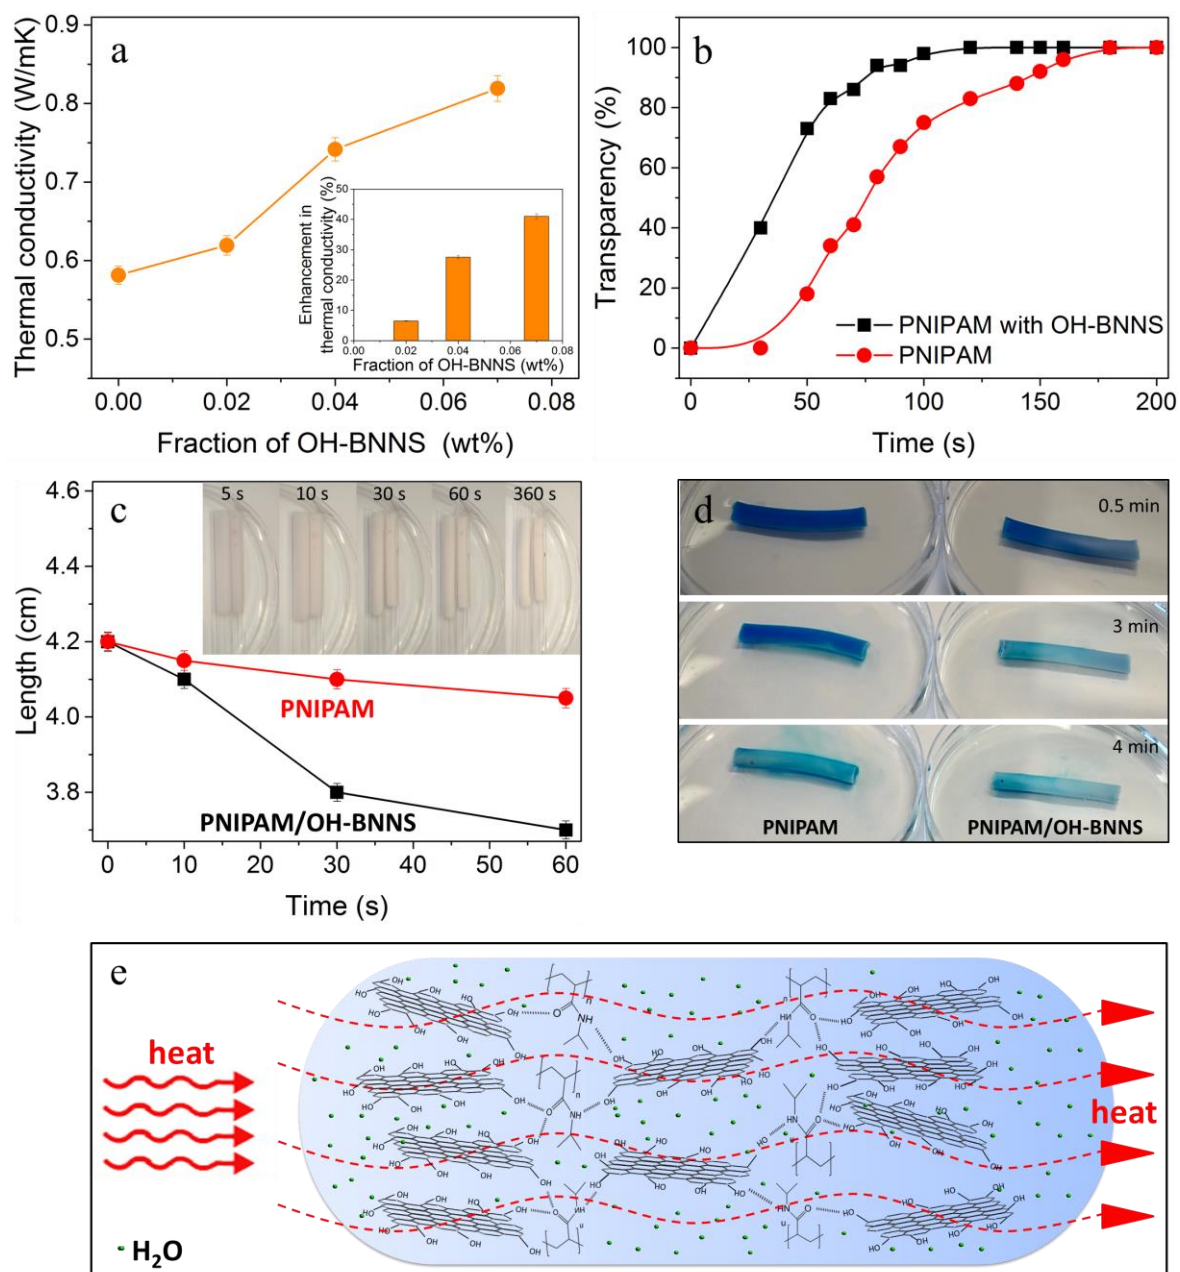 a
Thermal conductivity (W/mK)
0.9
0.8
0.7
0.6
0.5
0.00 0.02 0.04 0.06 0.08
Fraction of OH-BNNS (wt%)
Enhancement in
thermal conductivity (%)
50
40
30
20
10
0
0.00 0.02 0.04 0.06 0.08
Fraction of OH-BNNS (wt%)
b
Transparency (%)
100
80
60
40
20
0
PNIPAM with OH-BNNS
PNIPAM
0 50 100 150 200
Time (s)
c
Length (cm)
4.6
4.4
4.2
4.0
3.8
5 s 10 s 30 s 60 s 360 s
PNIPAM
PNIPAM/OH-BNNS
0 10 20 30 40 50 60
Time (s)
d
0.5 min
3 min
4 min
PNIPAM PNIPAM/OH-BNNS
e
heat
heat
H₂O